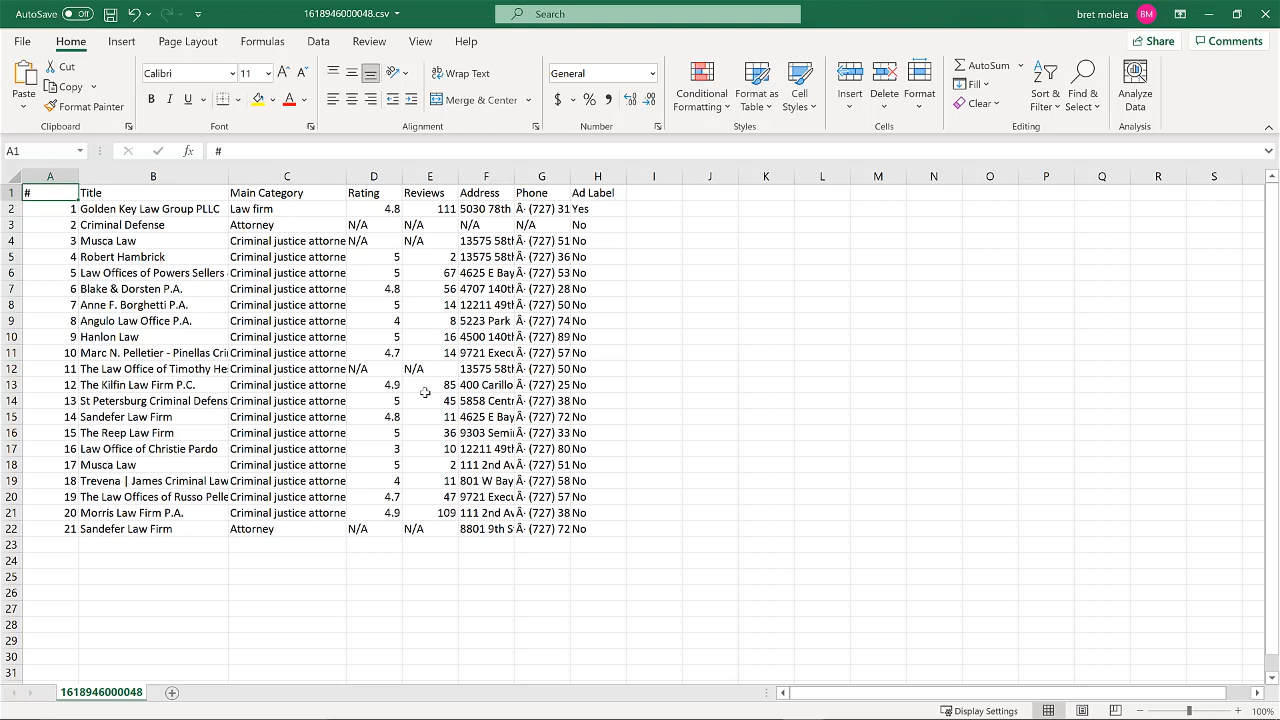 AutoSave Off 1618946000048.csv Search bret moleta BM
File Home Insert Page Layout Formulas Data Review View Help Share Comments
Paste Cut Copy Format Painter Calibri 11 B I U A Wrap Text Merge & Center General $ % Conditional Formatting Format as Table Cell Styles Insert Delete Format AutoSum Fill Clear Sort & Filter Find & Select Analyze Data
Clipboard Font Alignment Number Styles Cells Editing Analysis
A1 fx #
A B C D E F G H I J K L M N O P Q R S
1 # Title Main Category Rating Reviews Address Phone Ad Label
2 1 Golden Key Law Group PLLC Law firm 4.8 111 5030 78th Â· (727) 31 Yes
3 2 Criminal Defense Attorney N/A N/A N/A N/A No
4 3 Musca Law Criminal justice attorne N/A N/A 13575 58th Â· (727) 51 No
5 4 Robert Hambrick Criminal justice attorne 5 2 13575 58th Â· (727) 36 No
6 5 Law Offices of Powers Sellers Criminal justice attorne 5 67 4625 E Bay Â· (727) 53 No
7 6 Blake & Dorsten P.A. Criminal justice attorne 4.8 56 4707 140th Â· (727) 28 No
8 7 Anne F. Borghetti P.A. Criminal justice attorne 5 14 12211 49th Â· (727) 50 No
9 8 Angulo Law Office P.A. Criminal justice attorne 4 8 5223 Park Â· (727) 74 No
10 9 Hanlon Law Criminal justice attorne 5 16 4500 140th Â· (727) 89 No
11 10 Marc N. Pelletier - Pinellas Cri Criminal justice attorne 4.7 14 9721 Execu Â· (727) 57 No
12 11 The Law Office of Timothy He Criminal justice attorne N/A N/A 13575 58th Â· (727) 50 No
13 12 The Kilfin Law Firm P.C. Criminal justice attorne 4.9 85 400 Carillo Â· (727) 25 No
14 13 St Petersburg Criminal Defens Criminal justice attorne 5 45 5858 Centr Â· (727) 38 No
15 14 Sandefer Law Firm Criminal justice attorne 4.8 11 4625 E Bay Â· (727) 72 No
16 15 The Reep Law Firm Criminal justice attorne 5 36 9303 Semin Â· (727) 33 No
17 16 Law Office of Christie Pardo Criminal justice attorne 3 10 12211 49th Â· (727) 80 No
18 17 Musca Law Criminal justice attorne 5 2 111 2nd Av Â· (727) 51 No
19 18 Trevena | James Criminal Law Criminal justice attorne 4 11 801 W Bay Â· (727) 58 No
20 19 The Law Offices of Russo Pelle Criminal justice attorne 4.7 47 9721 Execu Â· (727) 57 No
21 20 Morris Law Firm P.A. Criminal justice attorne 4.9 109 111 2nd Av Â· (727) 38 No
22 21 Sandefer Law Firm Attorney N/A N/A 8801 9th S Â· (727) 72 No
23
24
25
26
27
28
29
30
31
1618946000048
Display Settings 100%